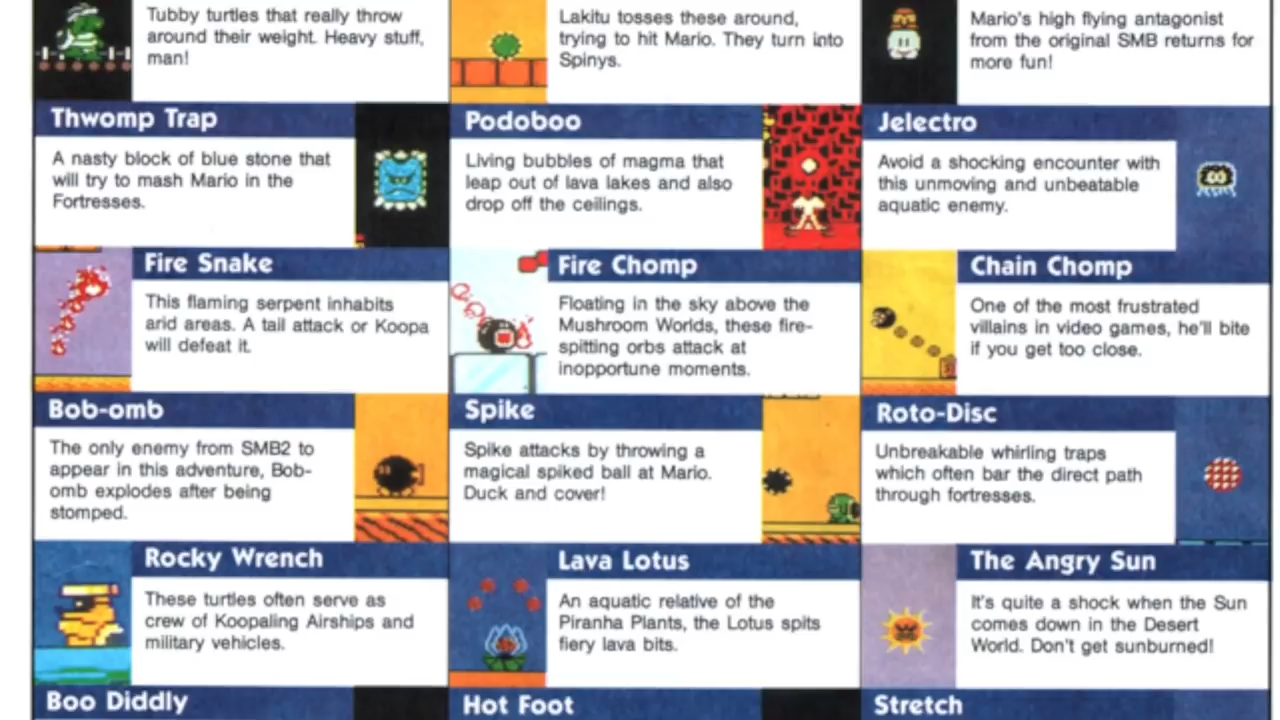 Tubby turtles that really throw
around their weight. Heavy stuff,
man!
Lakitu tosses these around,
trying to hit Mario. They turn into
Spinys.
Mario's high flying antagonist
from the original SMB returns for
more fun!
Thwomp Trap
A nasty block of blue stone that
will try to mash Mario in the
Fortresses.
Podoboo
Living bubbles of magma that
leap out of lava lakes and also
drop off the ceilings.
Jelectro
Avoid a shocking encounter with
this unmoving and unbeatable
aquatic enemy.
Fire Snake
This flaming serpent inhabits
arid areas. A tail attack or Koopa
will defeat it.
Fire Chomp
Floating in the sky above the
Mushroom Worlds, these fire-
spitting orbs attack at
inopportune moments.
Chain Chomp
One of the most frustrated
villains in video games, he'll bite
if you get too close.
Bob-omb
The only enemy from SMB2 to
appear in this adventure, Bob-
omb explodes after being
stomped.
Spike
Spike attacks by throwing a
magical spiked ball at Mario.
Duck and cover!
Roto-Disc
Unbreakable whirling traps
which often bar the direct path
through fortresses.
Rocky Wrench
These turtles often serve as
crew of Koopaling Airships and
military vehicles.
Lava Lotus
An aquatic relative of the
Piranha Plants, the Lotus spits
fiery lava bits.
The Angry Sun
It's quite a shock when the Sun
comes down in the Desert
World. Don't get sunburned!
Boo Diddly
Hot Foot
Stretch